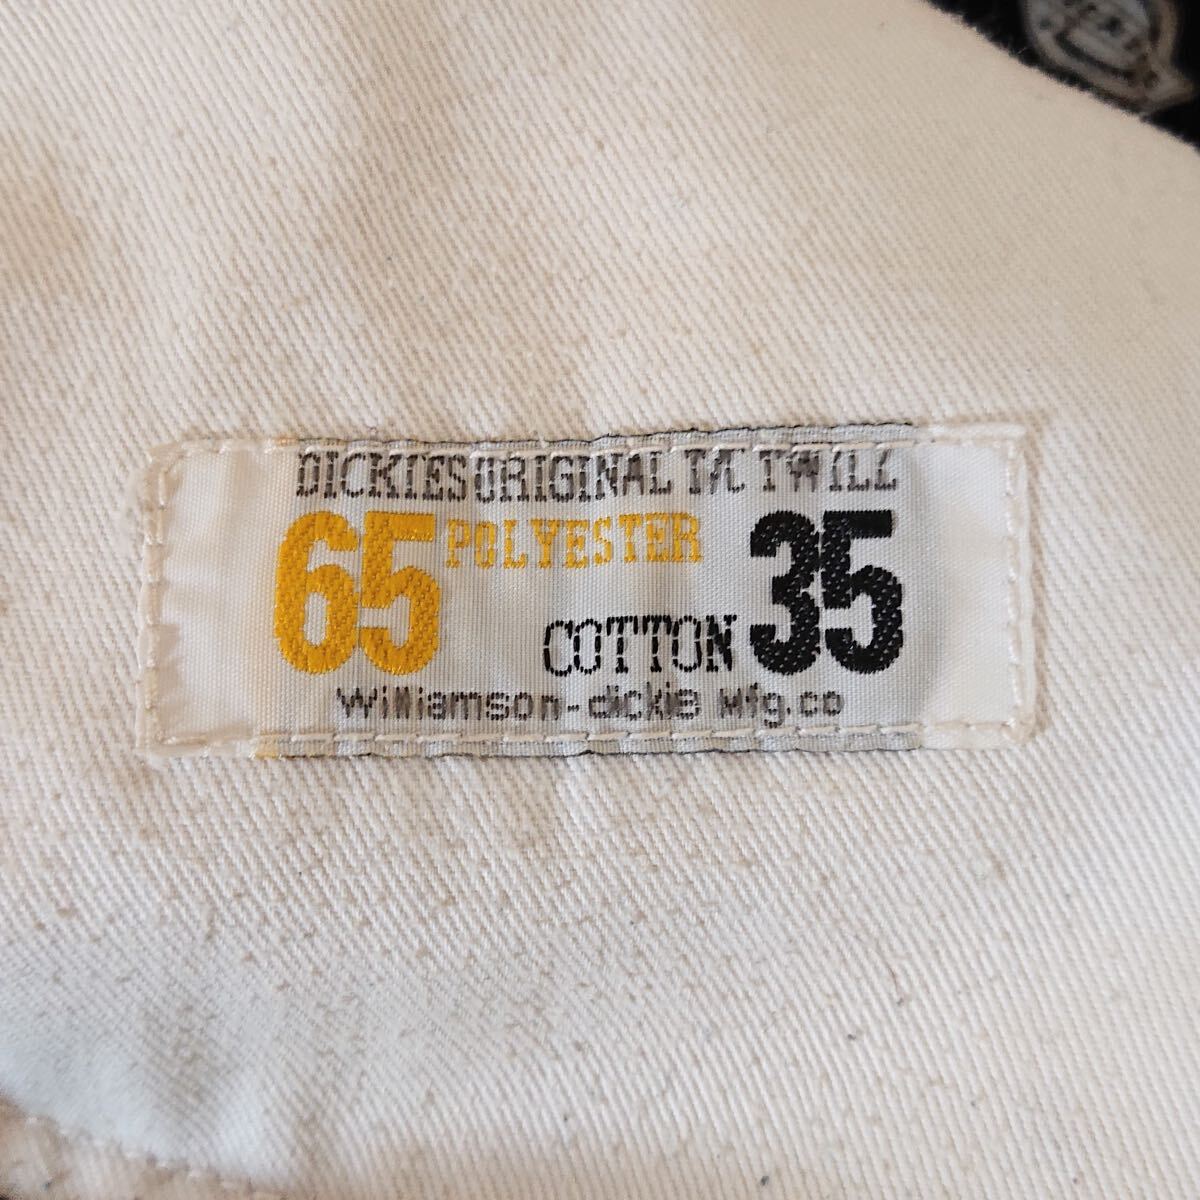 DICKIES ORIGINAL T/C TWILL
65 POLYESTER 35
COTTON
Williamson-dickie Mfg.co